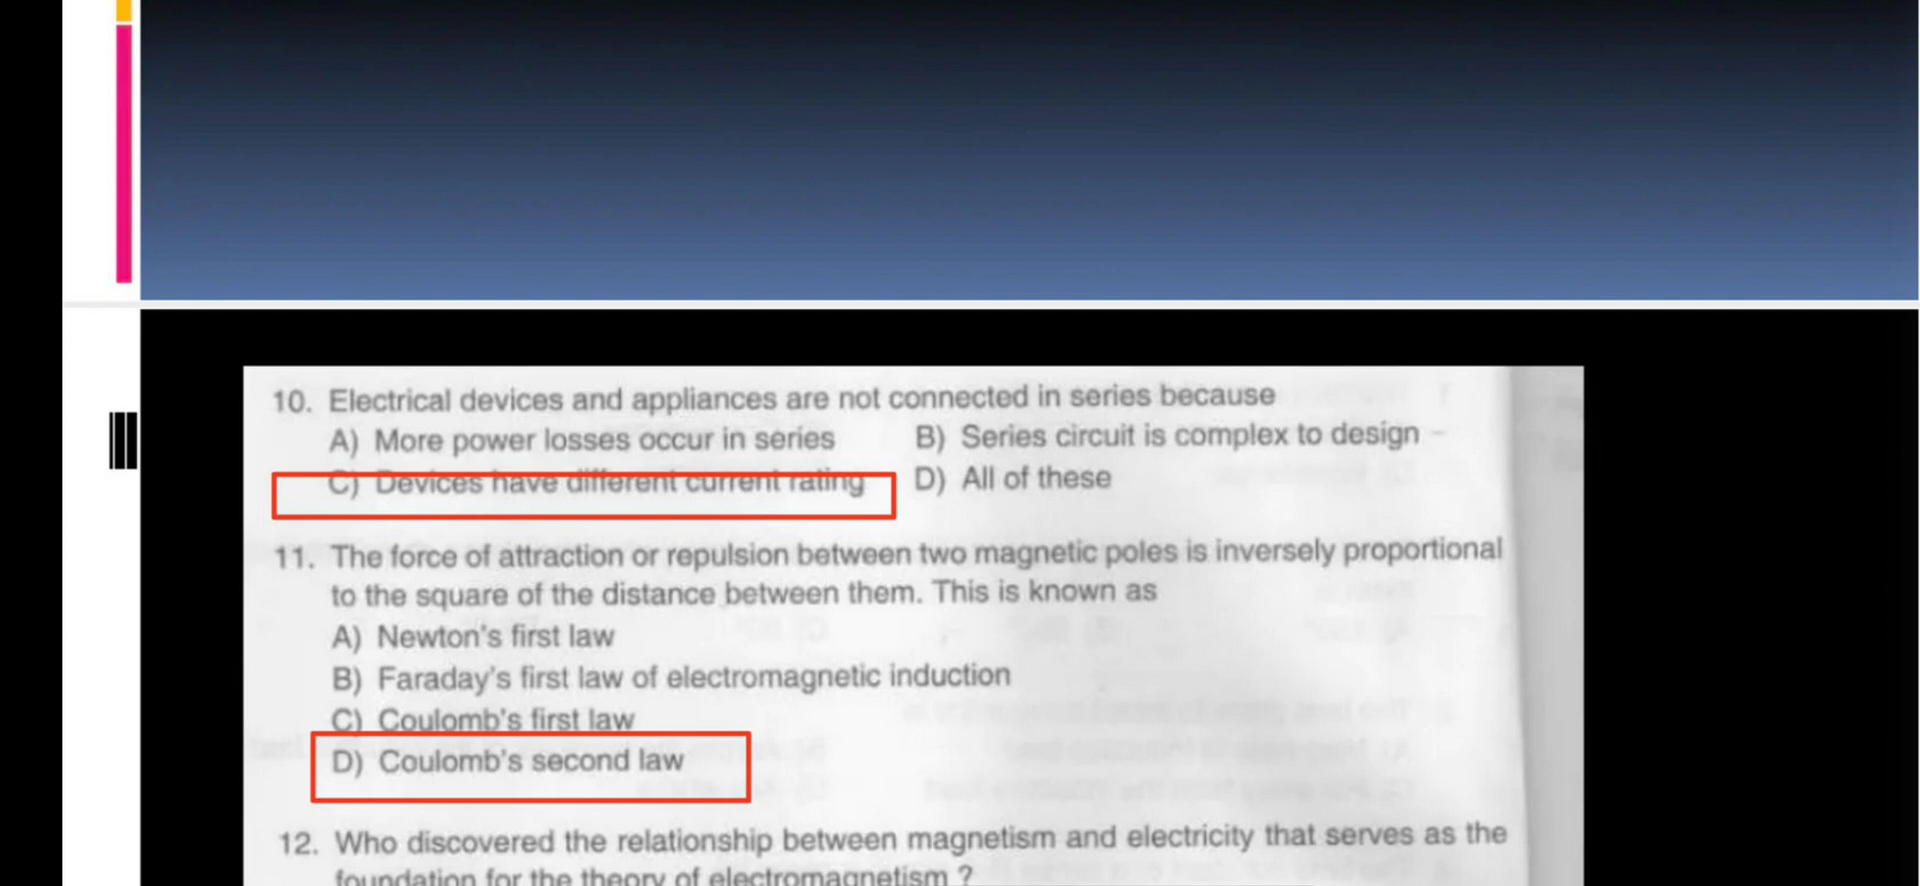 10. Electrical devices and appliances are not connected in series because
A) More power losses occur in series B) Series circuit is complex to design
C) Devices have different current rating D) All of these
11. The force of attraction or repulsion between two magnetic poles is inversely proportional
to the square of the distance between them. This is known as
A) Newton's first law
B) Faraday's first law of electromagnetic induction
C) Coulomb's first law
D) Coulomb's second law
12. Who discovered the relationship between magnetism and electricity that serves as the
foundation for the theory of electromagnetism ?